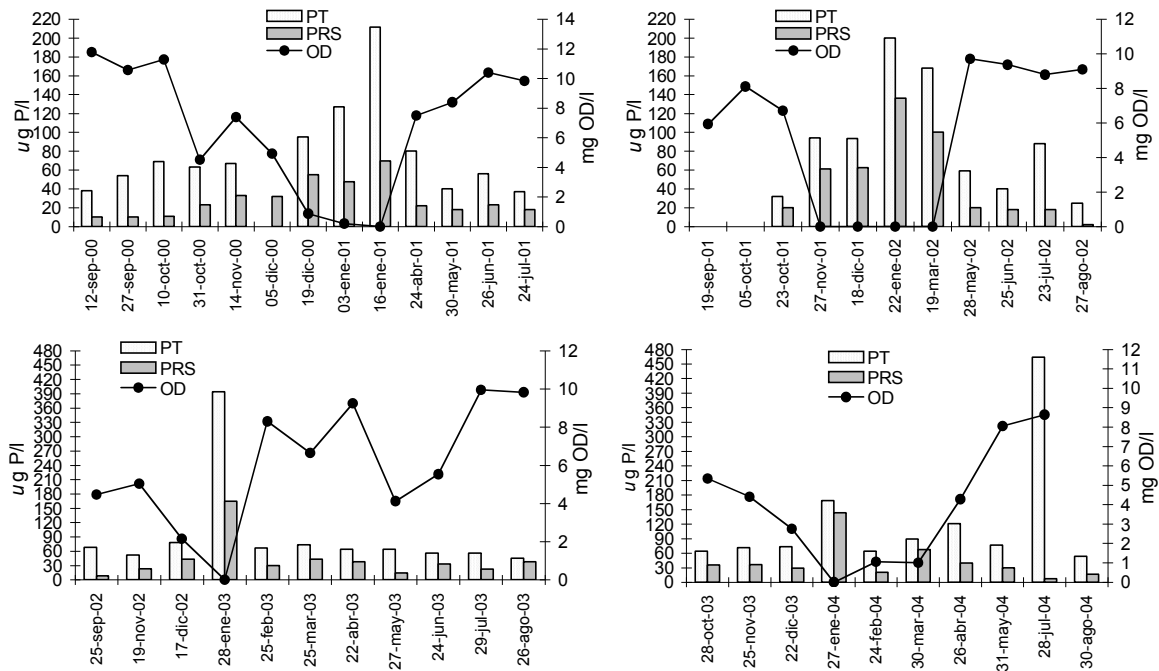 PT
PRS
OD
220
200
180
160
140
120
100
80
60
40
20
0
ug P/l
14
12
10
8
6
4
2
0
mg OD/l
12-sep-00
27-sep-00
10-oct-00
31-oct-00
14-nov-00
05-dic-00
19-dic-00
03-ene-01
16-ene-01
24-abr-01
30-may-01
26-jun-01
24-jul-01
PT
PRS
OD
220
200
180
160
140
120
100
80
60
40
20
0
ug P/l
12
10
8
6
4
2
0
mg OD/l
19-sep-01
05-oct-01
23-oct-01
27-nov-01
18-dic-01
22-ene-02
19-mar-02
28-may-02
25-jun-02
23-jul-02
27-ago-02
PT
PRS
OD
480
450
420
390
360
330
300
270
240
210
180
150
120
90
60
30
0
ug P/l
12
10
8
6
4
2
0
mg OD/l
25-sep-02
19-nov-02
17-dic-02
28-ene-03
25-feb-03
25-mar-03
22-abr-03
27-may-03
24-jun-03
29-jul-03
26-ago-03
PT
PRS
OD
480
450
420
390
360
330
300
270
240
210
180
150
120
90
60
30
0
ug P/l
12
11
10
9
8
7
6
5
4
3
2
1
0
mg OD/l
28-oct-03
25-nov-03
22-dic-03
27-ene-04
24-feb-04
30-mar-04
26-abr-04
31-may-04
28-jul-04
30-ago-04